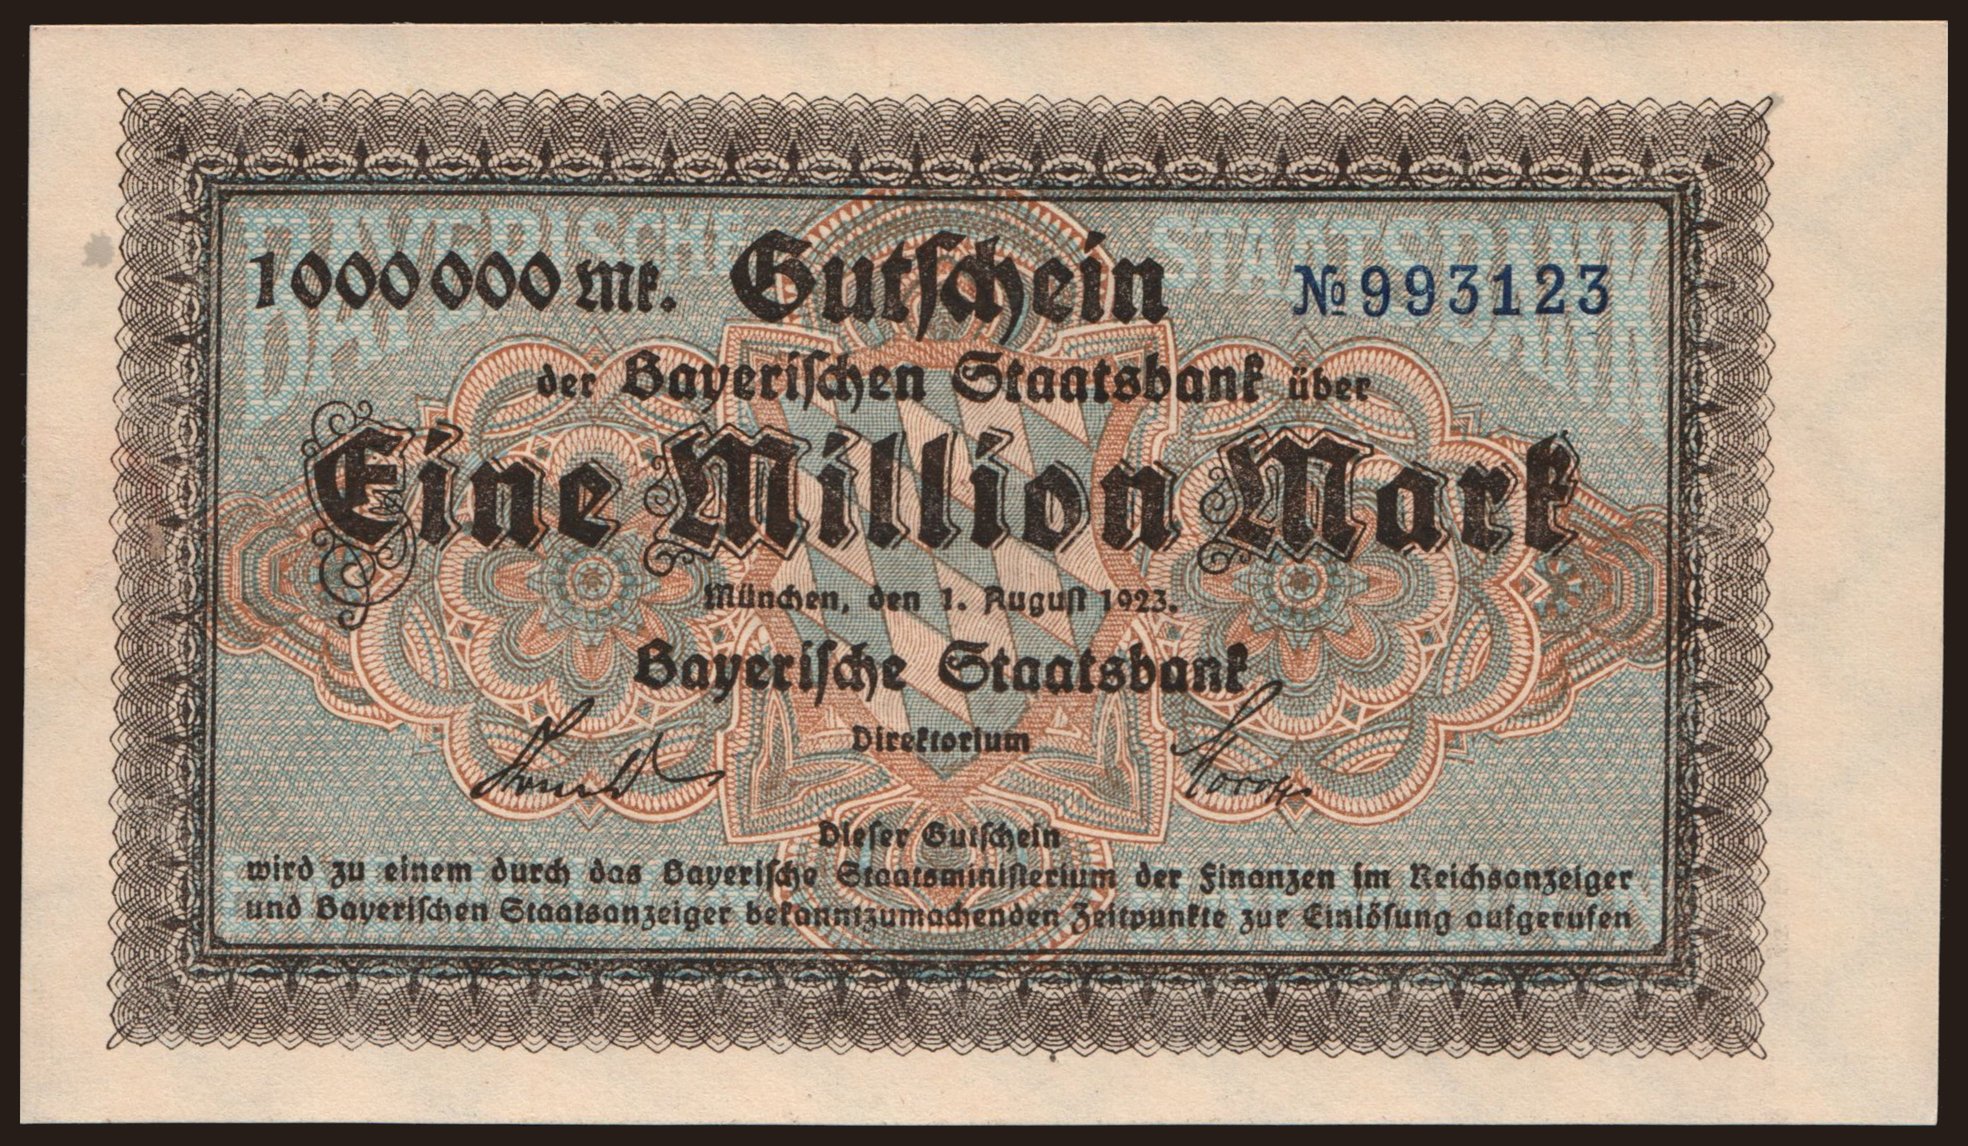 BAYERISCHE STAATSBANK
1000000 Mk. Gutschein № 993123
der Bayerischen Staatsbank über
Eine Million Mark
München, den 1. August 1923.
Bayerische Staatsbank
Direktorium
Dieser Gutschein
wird zu einem durch das Bayerische Staatsministerium der Finanzen im Reichsanzeiger
und Bayerischen Staatsanzeiger bekanntzumachenden Zeitpunkte zur Einlösung aufgerufen